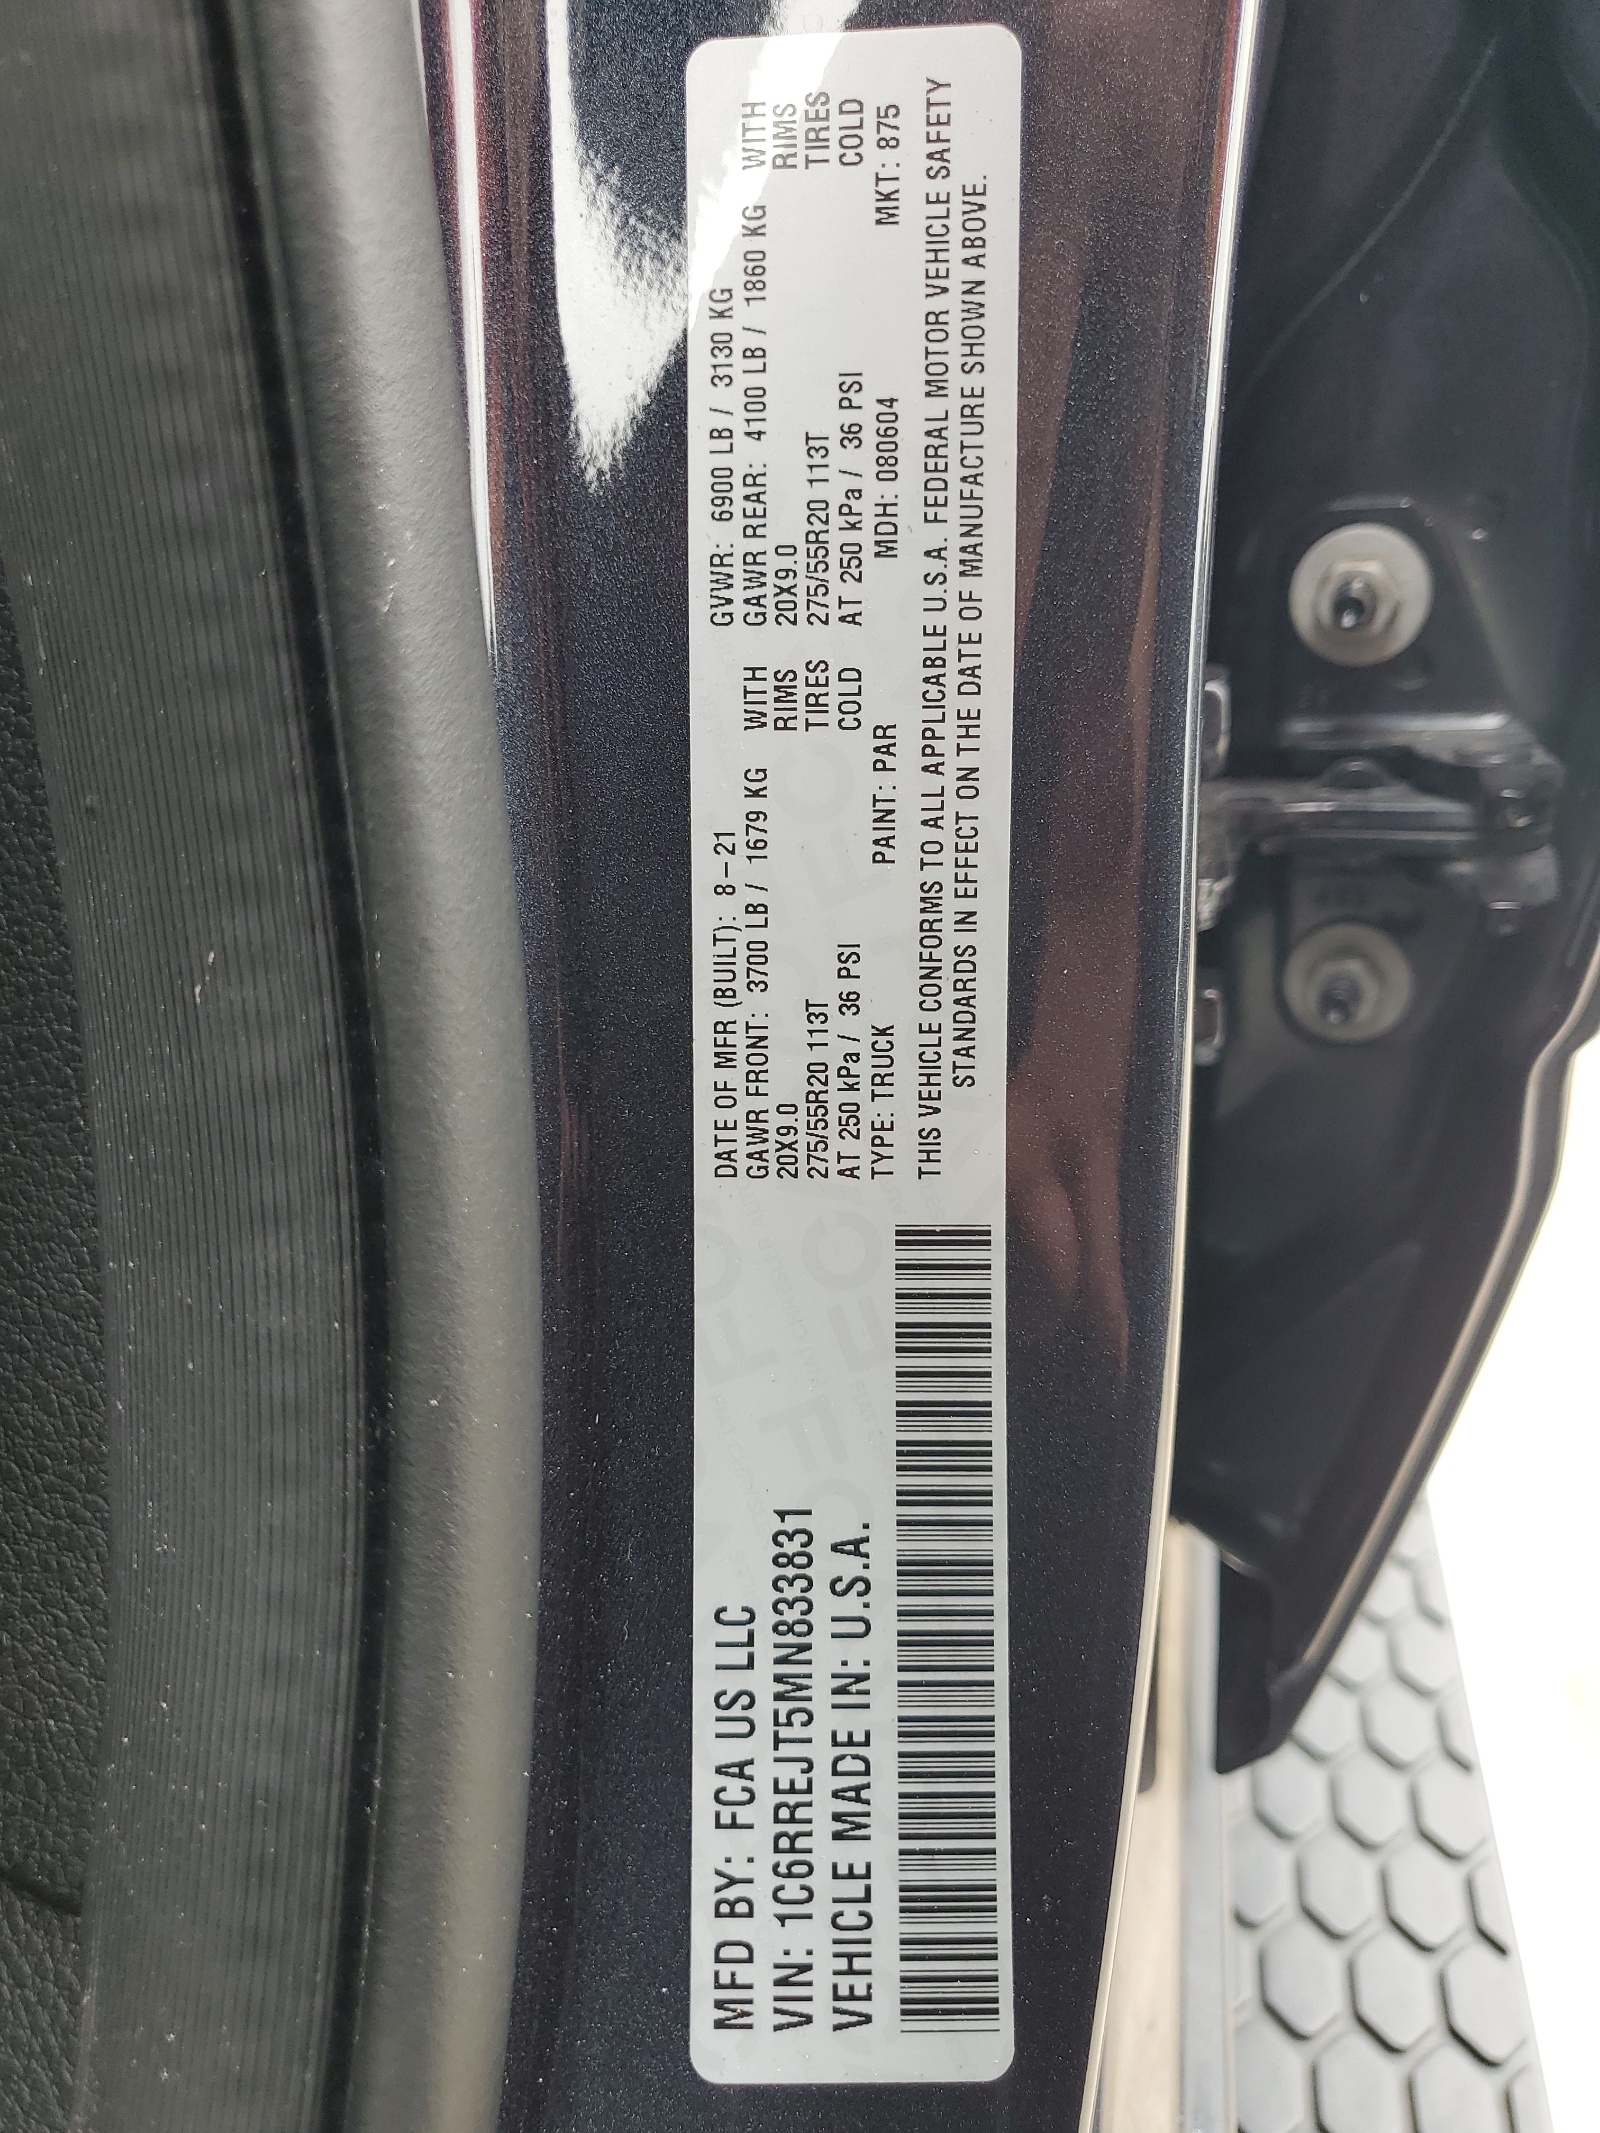 MFD BY: FCA US LLC
VIN: 1C6RREJT5MN833831
VEHICLE MADE IN: U.S.A.
DATE OF MFR (BUILT): 8-21 GVWR: 6900 LB / 3130 KG
GAWR FRONT: 3700 LB / 1679 KG WITH GAWR REAR: 4100 LB / 1860 KG WITH
20X9.0 RIMS 20X9.0 RIMS
275/55R20 113T TIRES 275/55R20 113T TIRES
AT 250 kPa / 36 PSI COLD AT 250 kPa / 36 PSI COLD
TYPE: TRUCK PAINT: PAR MDH: 080604 MKT: 875
THIS VEHICLE CONFORMS TO ALL APPLICABLE U.S.A. FEDERAL MOTOR VEHICLE SAFETY
STANDARDS IN EFFECT ON THE DATE OF MANUFACTURE SHOWN ABOVE.